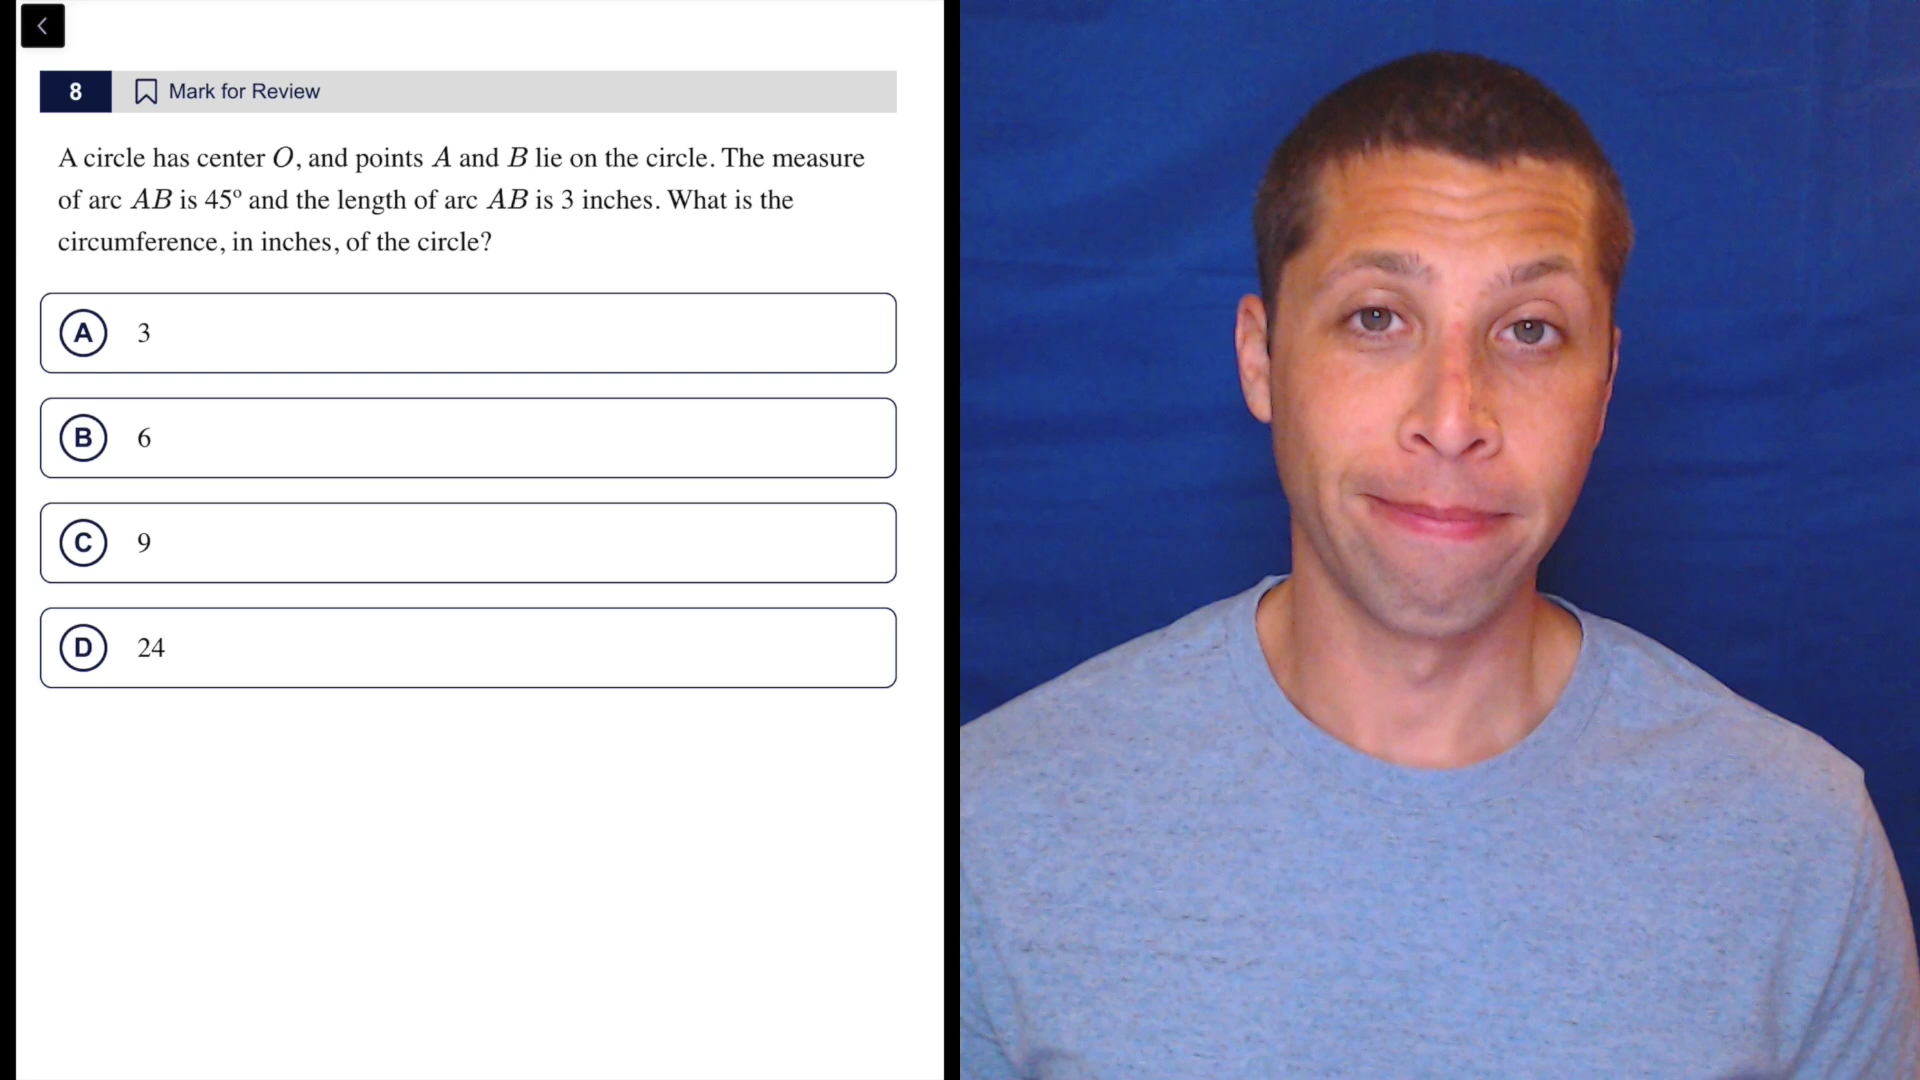 8
Mark for Review
A circle has center O, and points A and B lie on the circle. The measure
of arc AB is 45º and the length of arc AB is 3 inches. What is the
circumference, in inches, of the circle?
A 3
B 6
C 9
D 24